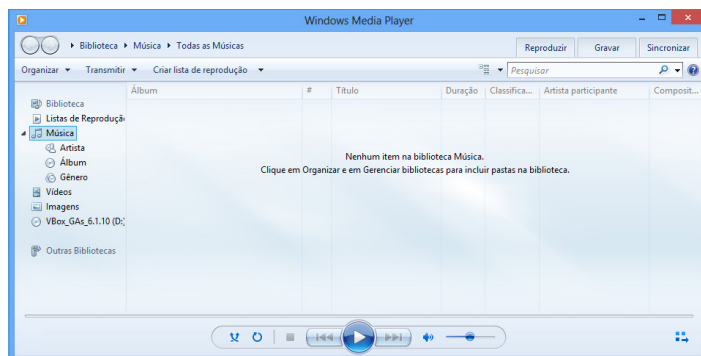 Windows Media Player
Biblioteca Música Todas as Músicas
Reproduzir Gravar Sincronizar
Organizar Transmitir Criar lista de reprodução Pesquisar
Álbum # Título Duração Classifica... Artista participante Composit...
Biblioteca
Listas de Reproduçã
Música
Artista
Álbum
Gênero
Vídeos
Imagens
VBox_GAs_6.1.10 (D:
Outras Bibliotecas
Nenhum item na biblioteca Música.
Clique em Organizar e em Gerenciar bibliotecas para incluir pastas na biblioteca.